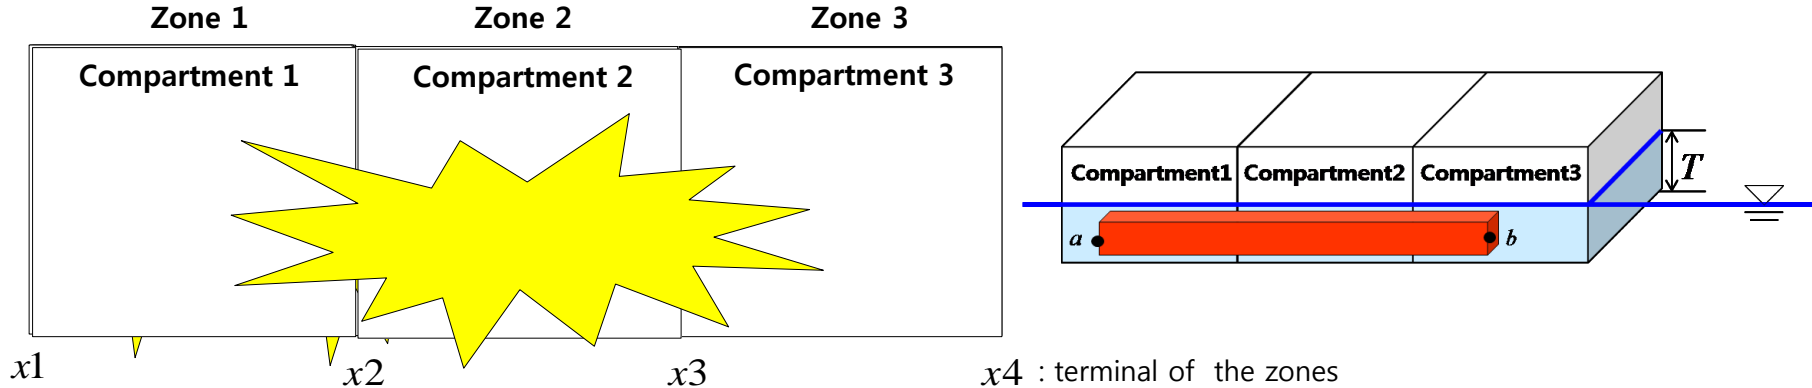 Zone 1
Zone 2
Zone 3
Compartment 1
Compartment 2
Compartment 3
x1
x2
x3
x4 : terminal of the zones
Compartment1
Compartment2
Compartment3
T
a
b